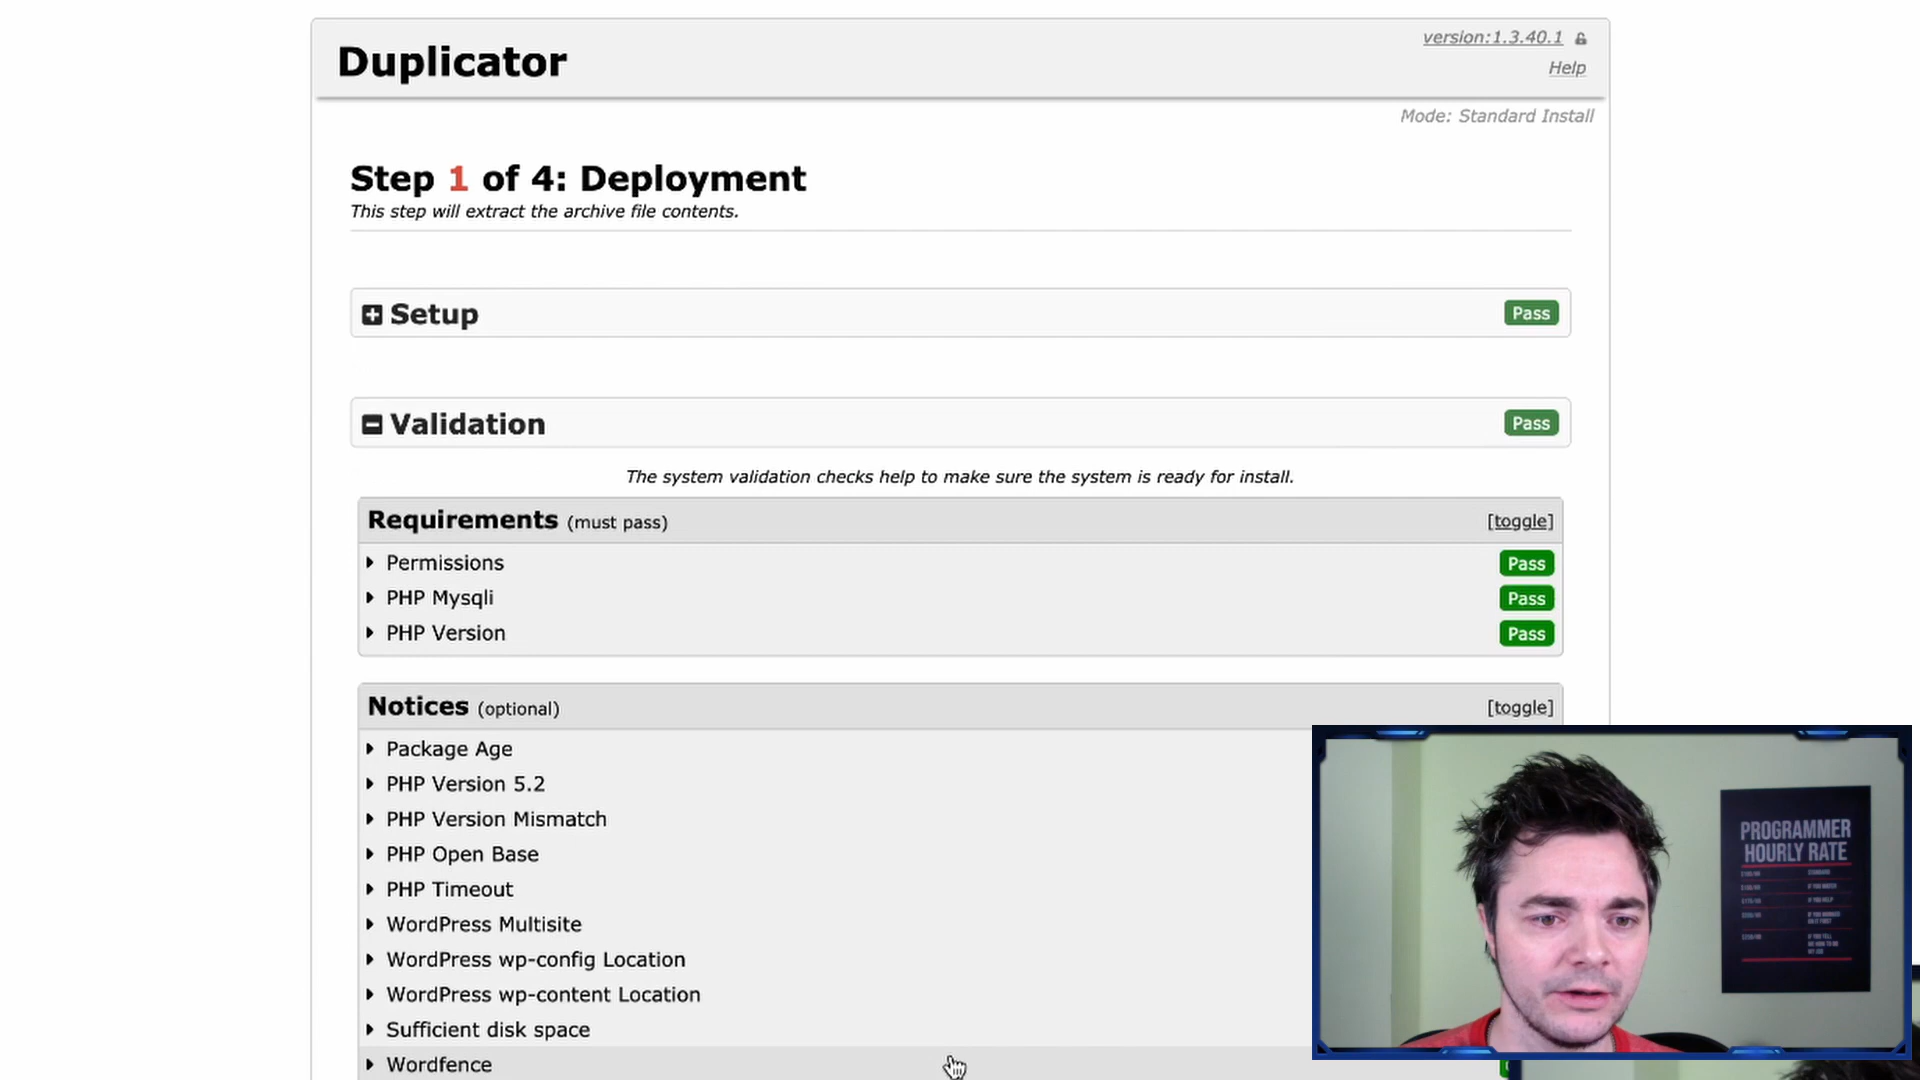 Duplicator
version:1.3.40.1
Help
Mode: Standard Install
Step 1 of 4: Deployment
This step will extract the archive file contents.
Setup
Pass
Validation
Pass
The system validation checks help to make sure the system is ready for install.
Requirements (must pass)
[toggle]
Permissions
Pass
PHP Mysqli
Pass
PHP Version
Pass
Notices (optional)
[toggle]
Package Age
PHP Version 5.2
PHP Version Mismatch
PHP Open Base
PHP Timeout
WordPress Multisite
WordPress wp-config Location
WordPress wp-content Location
Sufficient disk space
Wordfence
PROGRAMMER
HOURLY RATE